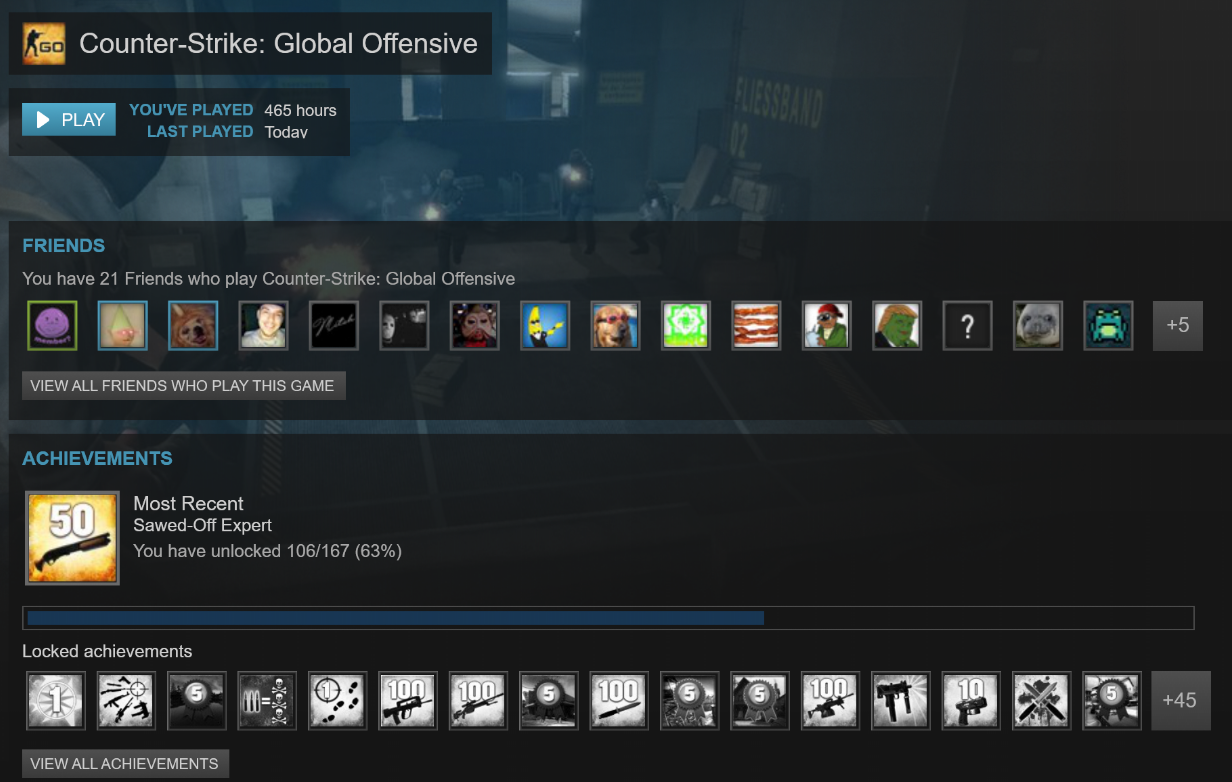 GO
Counter-Strike: Global Offensive
PLAY
YOU'VE PLAYED 465 hours
LAST PLAYED Today
FLIESSBAND
02
FRIENDS
You have 21 Friends who play Counter-Strike: Global Offensive
member?
Mitch
?
+5
VIEW ALL FRIENDS WHO PLAY THIS GAME
ACHIEVEMENTS
50
Most Recent
Sawed-Off Expert
You have unlocked 106/167 (63%)
Locked achievements
1 5 1 100 100 5 100 5 5 100 10 5 +45
VIEW ALL ACHIEVEMENTS